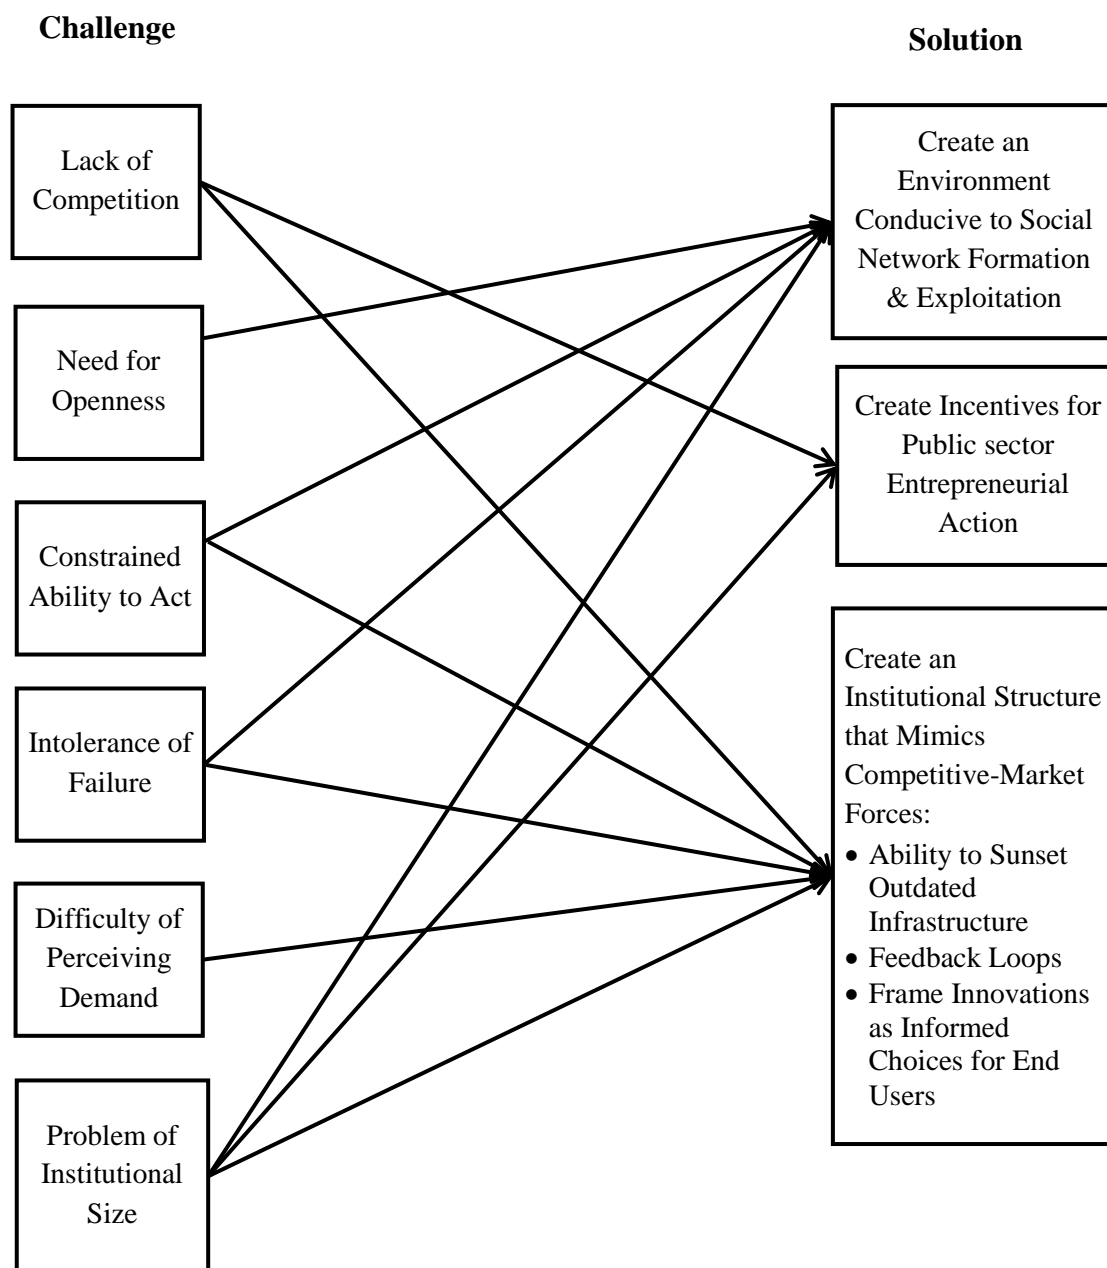 Challenge
Solution
Lack of
Competition
Need for
Openness
Constrained
Ability to Act
Intolerance of
Failure
Difficulty of
Perceiving
Demand
Problem of
Institutional
Size
Create an
Environment
Conducive to Social
Network Formation
& Exploitation
Create Incentives for
Public sector
Entrepreneurial
Action
Create an
Institutional Structure
that Mimics
Competitive-Market
Forces:
• Ability to Sunset
Outdated
Infrastructure
• Feedback Loops
• Frame Innovations
as Informed
Choices for End
Users